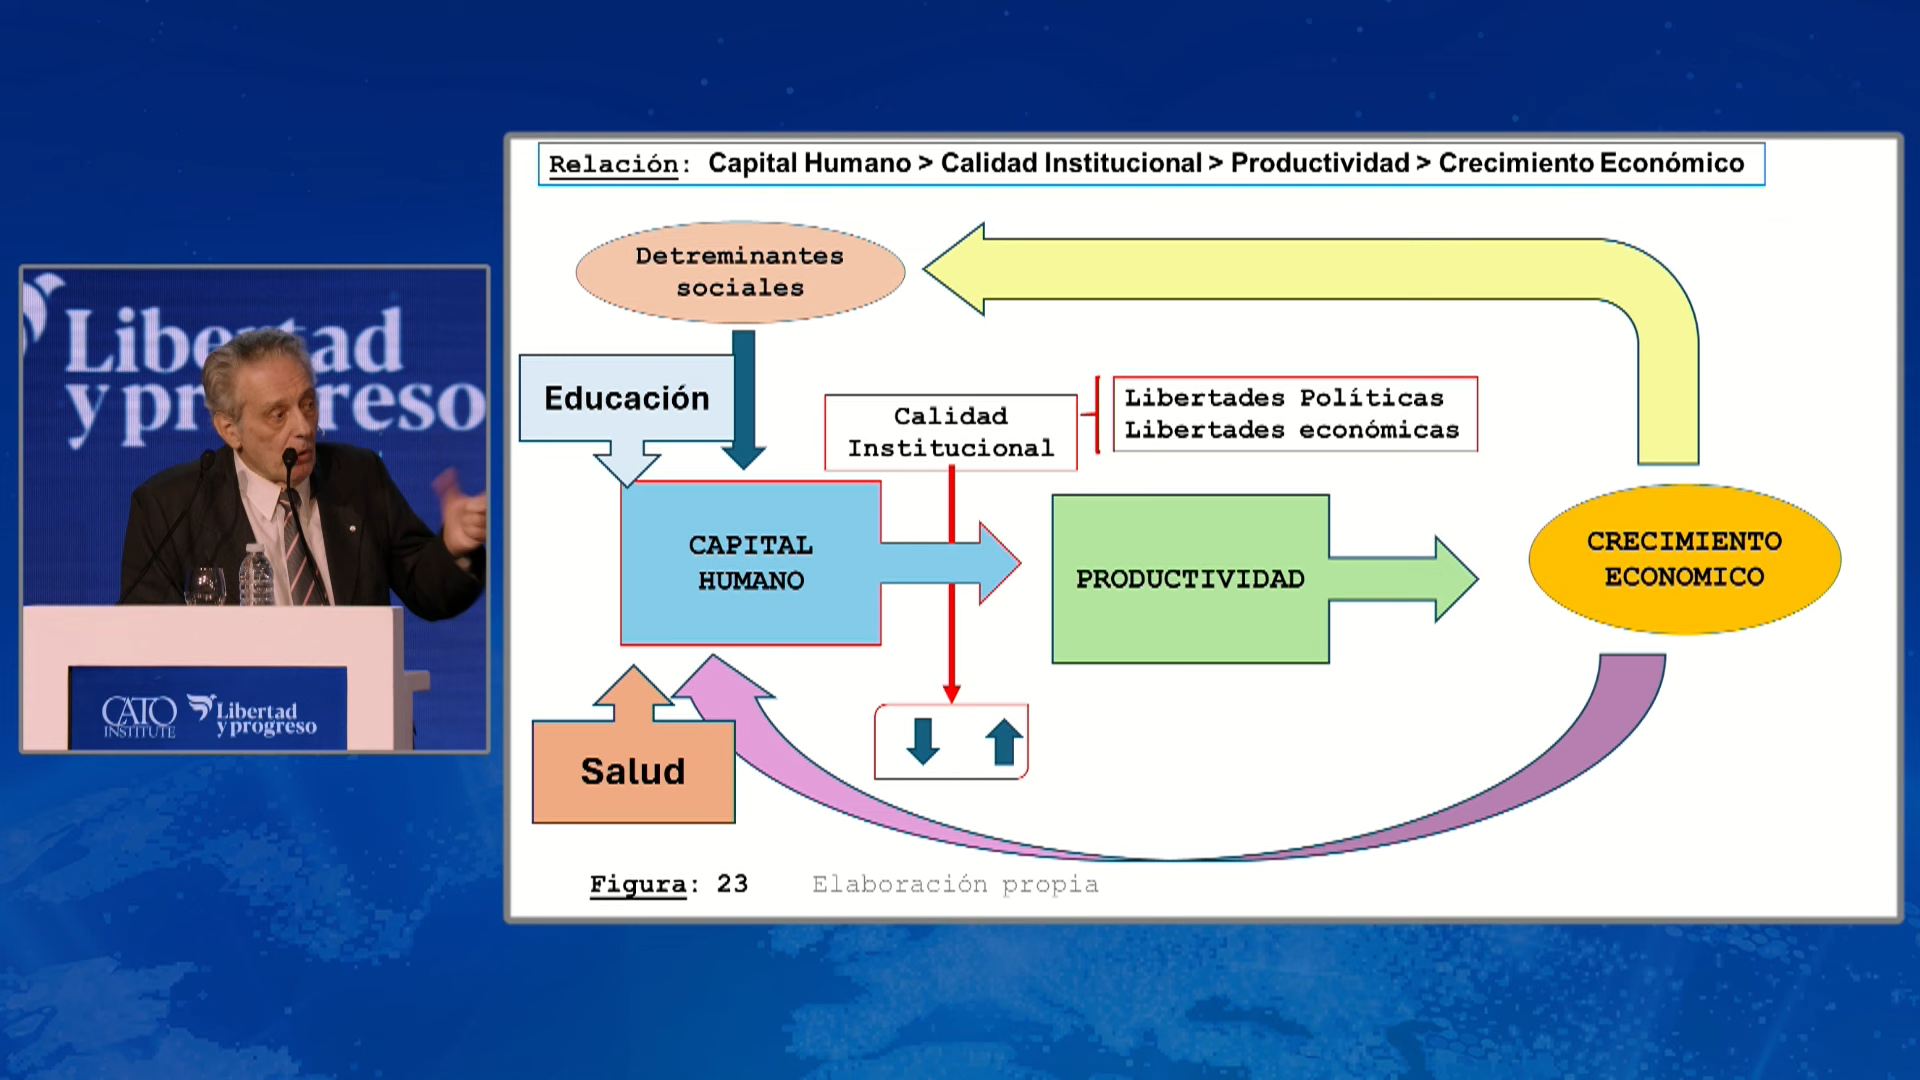 Relación: Capital Humano > Calidad Institucional > Productividad > Crecimiento Económico
Detreminantes
sociales
Educación
Calidad
Institucional
Libertades Políticas
Libertades económicas
CAPITAL
HUMANO
PRODUCTIVIDAD
CRECIMIENTO
ECONOMICO
Salud
Figura: 23
Elaboración propia
Libertad
y progreso
CATO
INSTITUTE
Libertad
y progreso